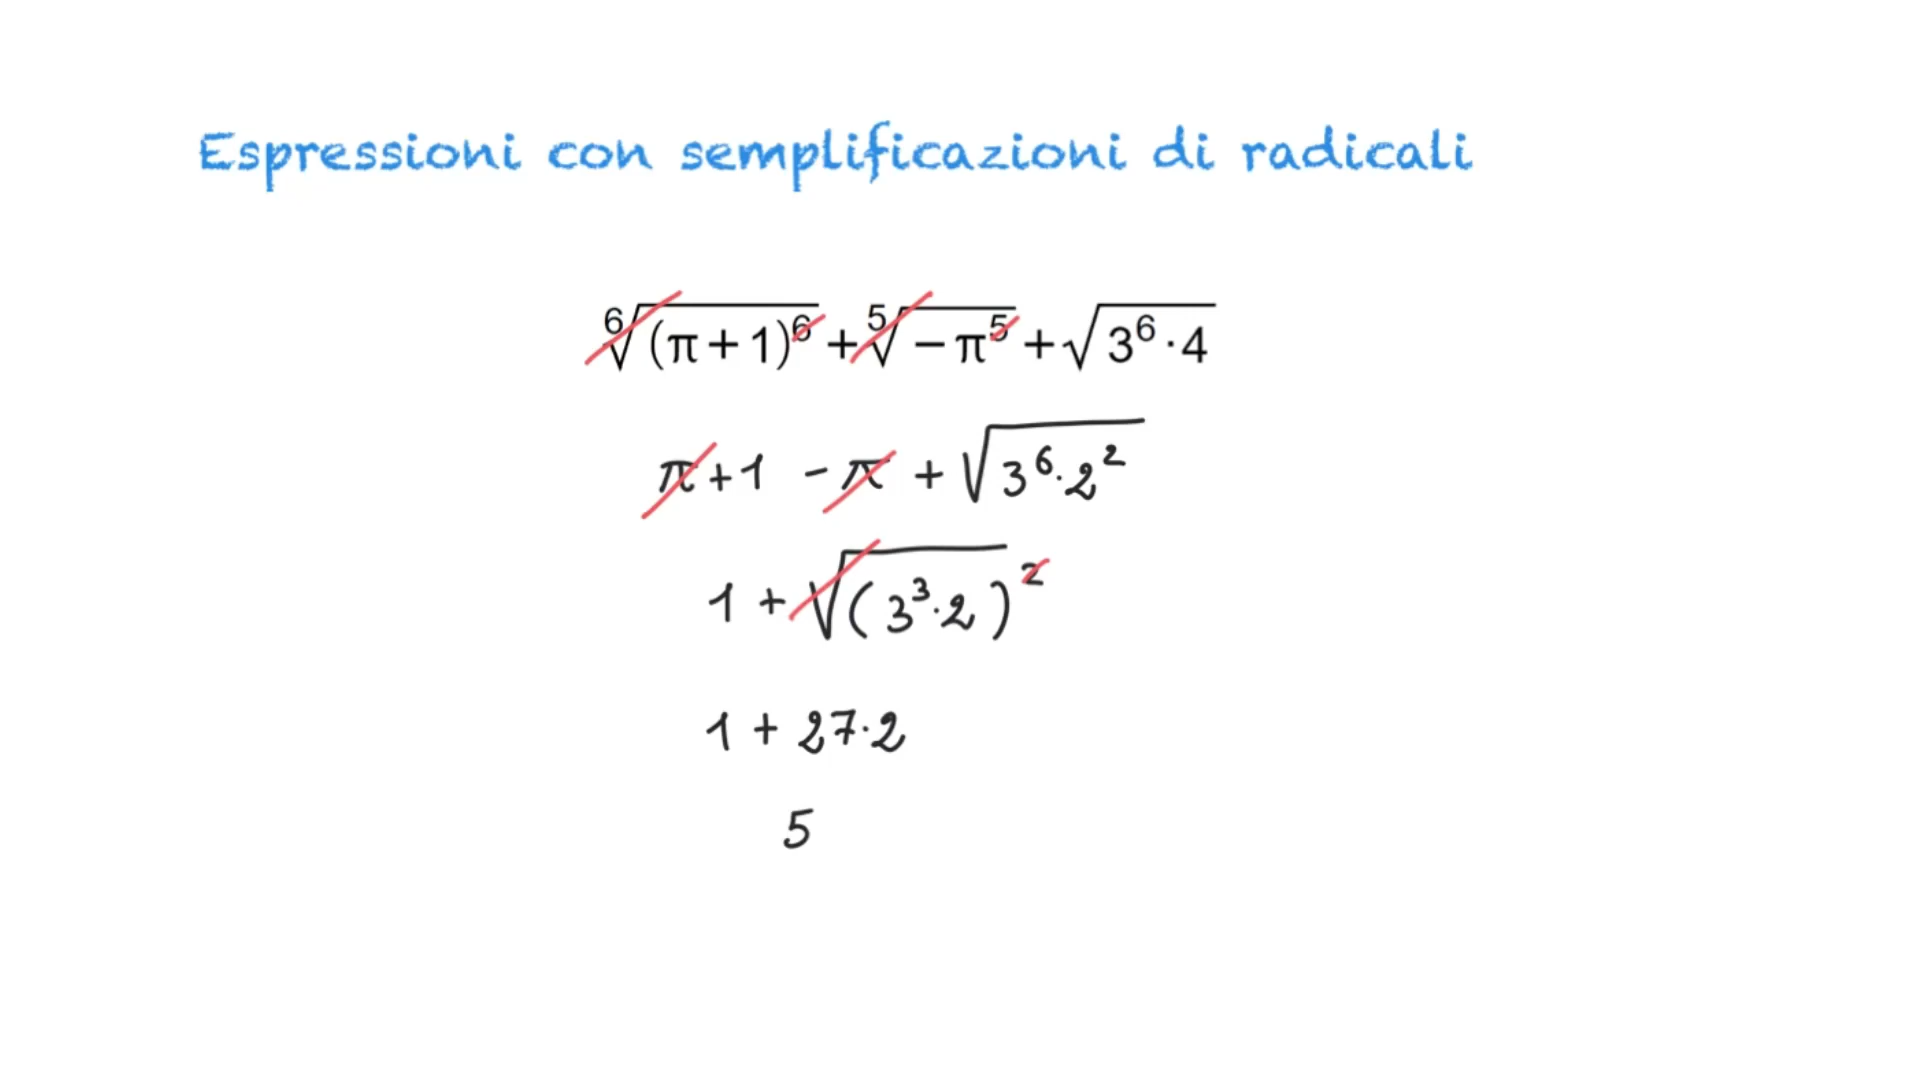 Espressioni con semplificazioni di radicali
⁶√(π+1)⁶ + ⁵√-π⁵ + √3⁶·4
π+1 -π + √3⁶·2²
1 + √(3³·2)²
1 + 27·2
5